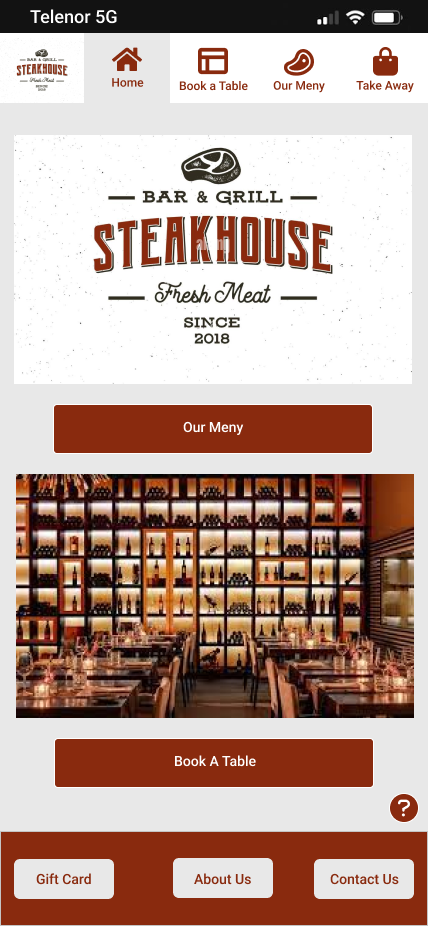 Telenor 5G
BAR & GRILL
STEAKHOUSE
Fresh Meat
SINCE
2018
Home
Book a Table
Our Meny
Take Away
BAR & GRILL
STEAKHOUSE
Fresh Meat
SINCE
2018
Our Meny
Book A Table
?
Gift Card
About Us
Contact Us